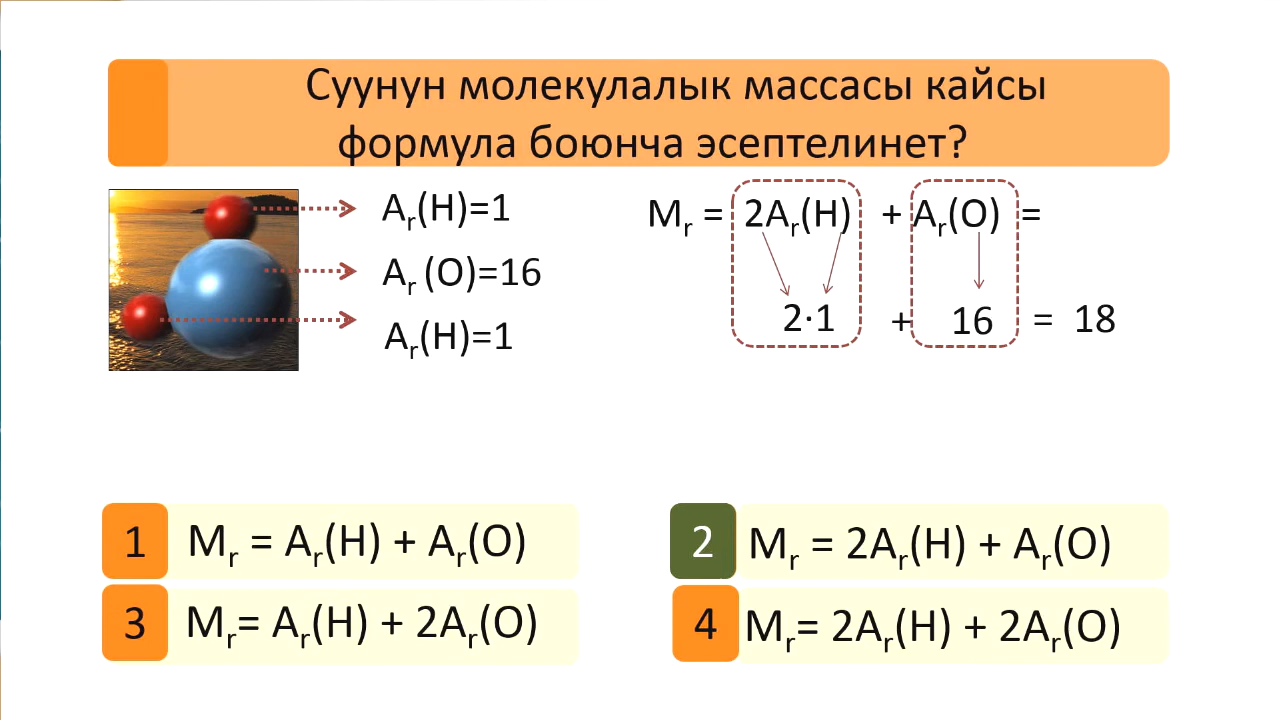 Суунун молекулалык массасы кайсы
формула боюнча эсептелинет?
Aᵣ(H)=1
Aᵣ (O)=16
Aᵣ(H)=1
Mᵣ = 2Aᵣ(H) + Aᵣ(O) =
2·1 + 16 = 18
1 Mᵣ = Aᵣ(H) + Aᵣ(O)
2 Mᵣ = 2Aᵣ(H) + Aᵣ(O)
3 Mᵣ= Aᵣ(H) + 2Aᵣ(O)
4 Mᵣ= 2Aᵣ(H) + 2Aᵣ(O)